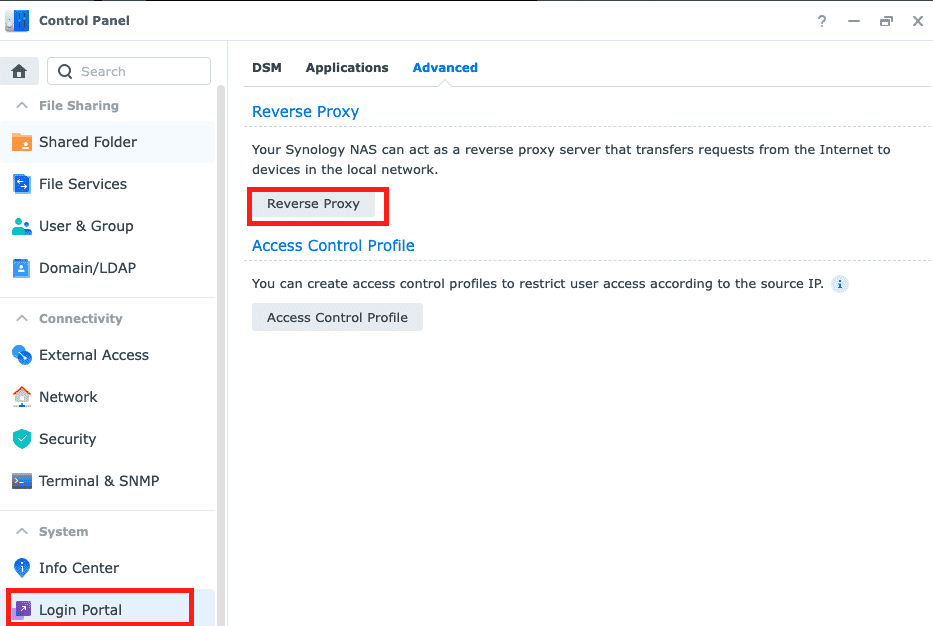 Control Panel
?
Search
File Sharing
Shared Folder
File Services
User & Group
Domain/LDAP
Connectivity
External Access
Network
Security
Terminal & SNMP
System
Info Center
Login Portal
DSM Applications Advanced
Reverse Proxy
Your Synology NAS can act as a reverse proxy server that transfers requests from the Internet to
devices in the local network.
Reverse Proxy
Access Control Profile
You can create access control profiles to restrict user access according to the source IP. i
Access Control Profile